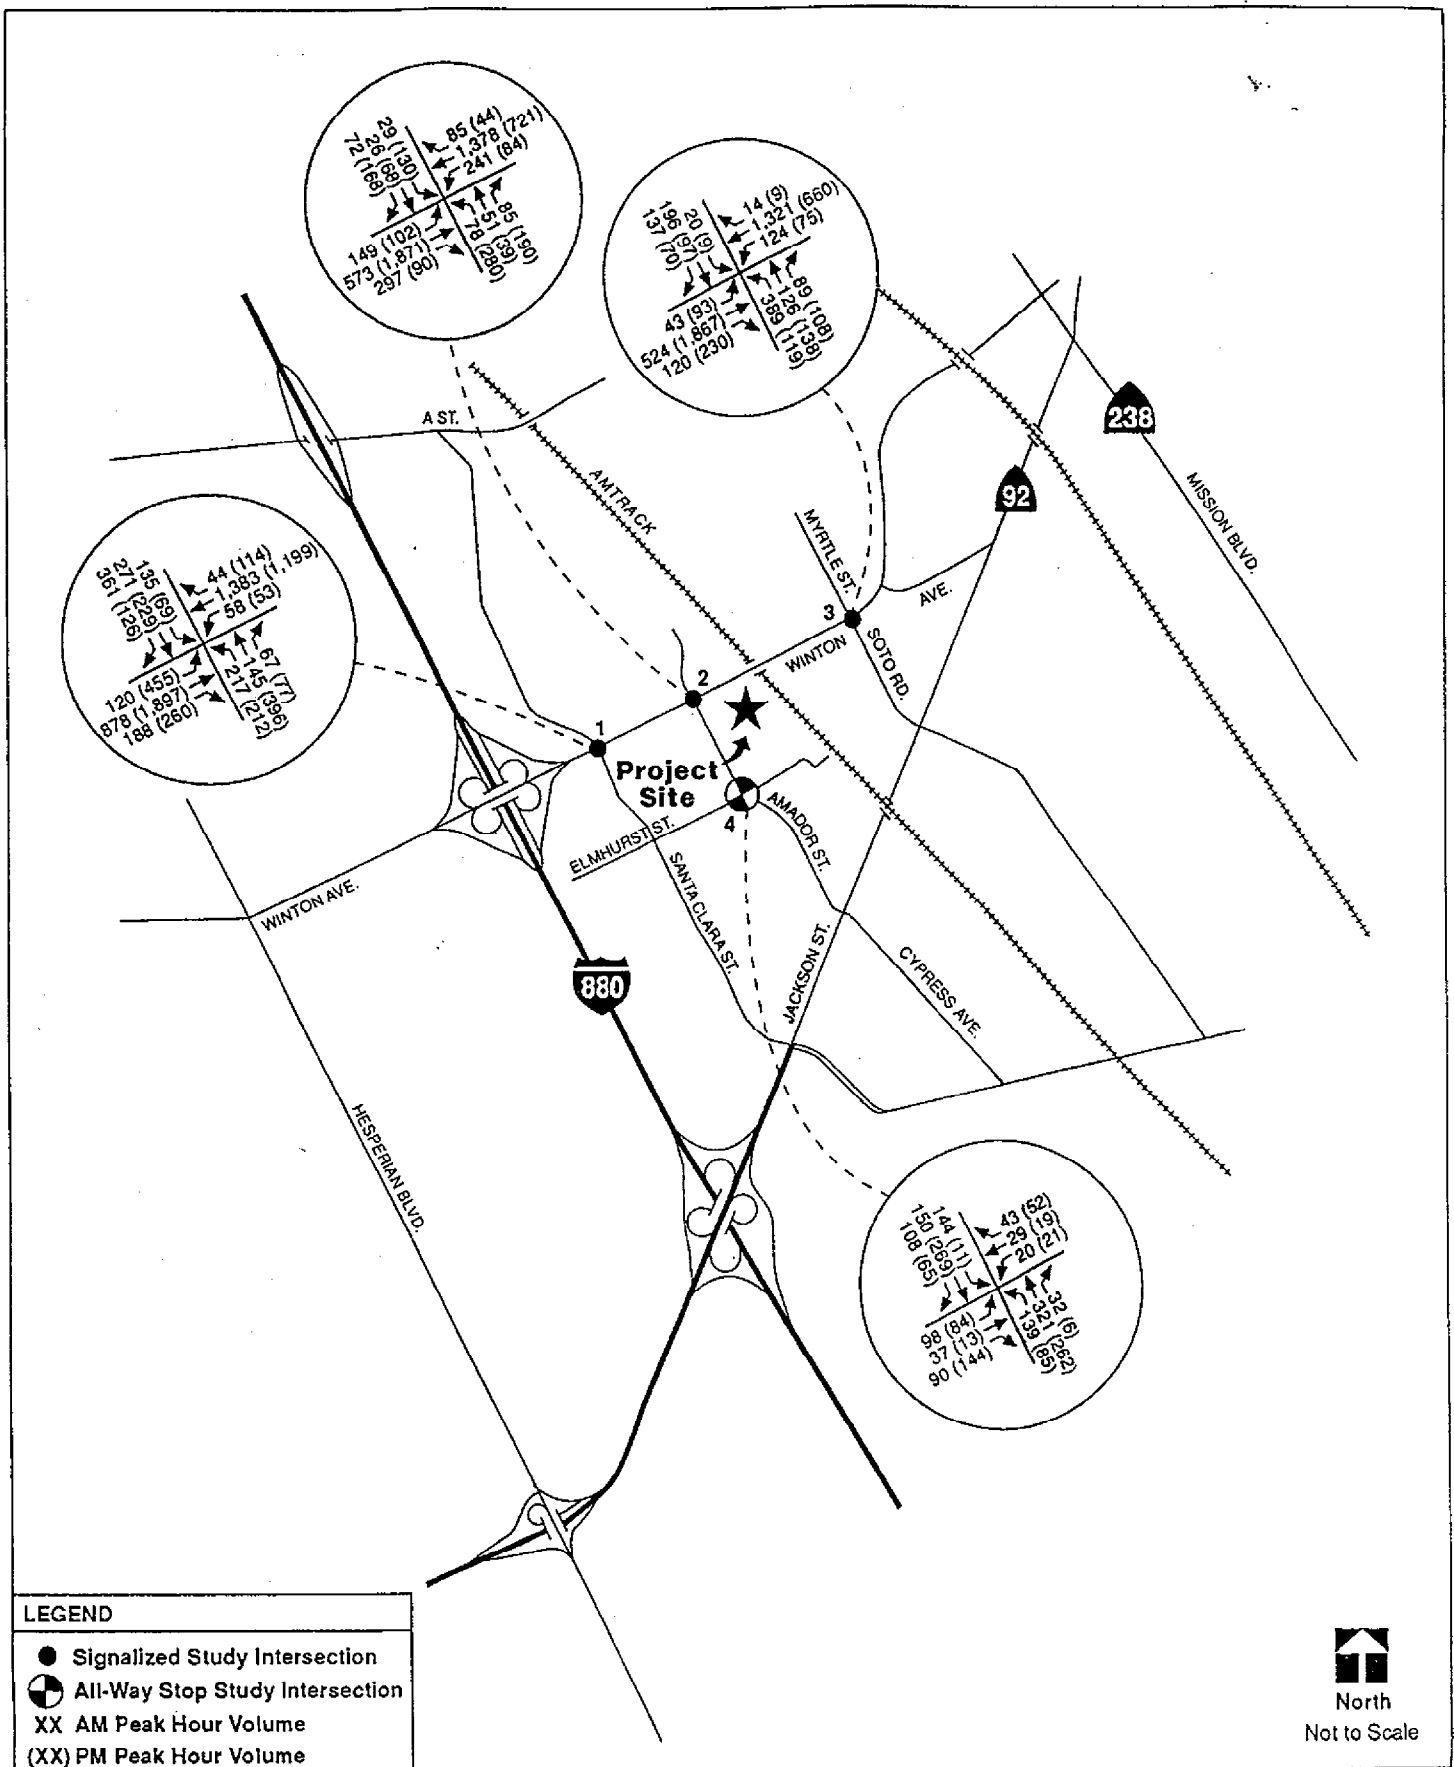 29 (130)
26 (68)
72 (168)
85 (44)
1,378 (721)
241 (84)
149 (102)
573 (1,871)
297 (90)
85 (190)
51 (39)
78 (280)
20 (9)
196 (97)
137 (70)
14 (9)
1,321 (660)
124 (75)
43 (93)
524 (1,867)
120 (230)
89 (108)
126 (138)
389 (119)
A ST.
238
AMTRACK
92
MISSION BLVD.
MYRTLE ST.
135 (69)
271 (229)
361 (126)
44 (114)
1,383 (1,199)
58 (53)
120 (455)
878 (1,897)
188 (260)
67 (77)
145 (396)
217 (212)
AVE.
3
WINTON
SOTO RD.
2
1
Project
Site
4
AMADOR ST.
ELMHURST ST.
SANTA CLARA ST.
WINTON AVE.
880
JACKSON ST.
CYPRESS AVE.
HESPERIAN BLVD.
144 (11)
150 (269)
108 (65)
43 (52)
29 (19)
20 (21)
98 (84)
37 (13)
90 (144)
32 (6)
321 (262)
139 (85)
LEGEND
Signalized Study Intersection
All-Way Stop Study Intersection
XX AM Peak Hour Volume
(XX) PM Peak Hour Volume
North
Not to Scale